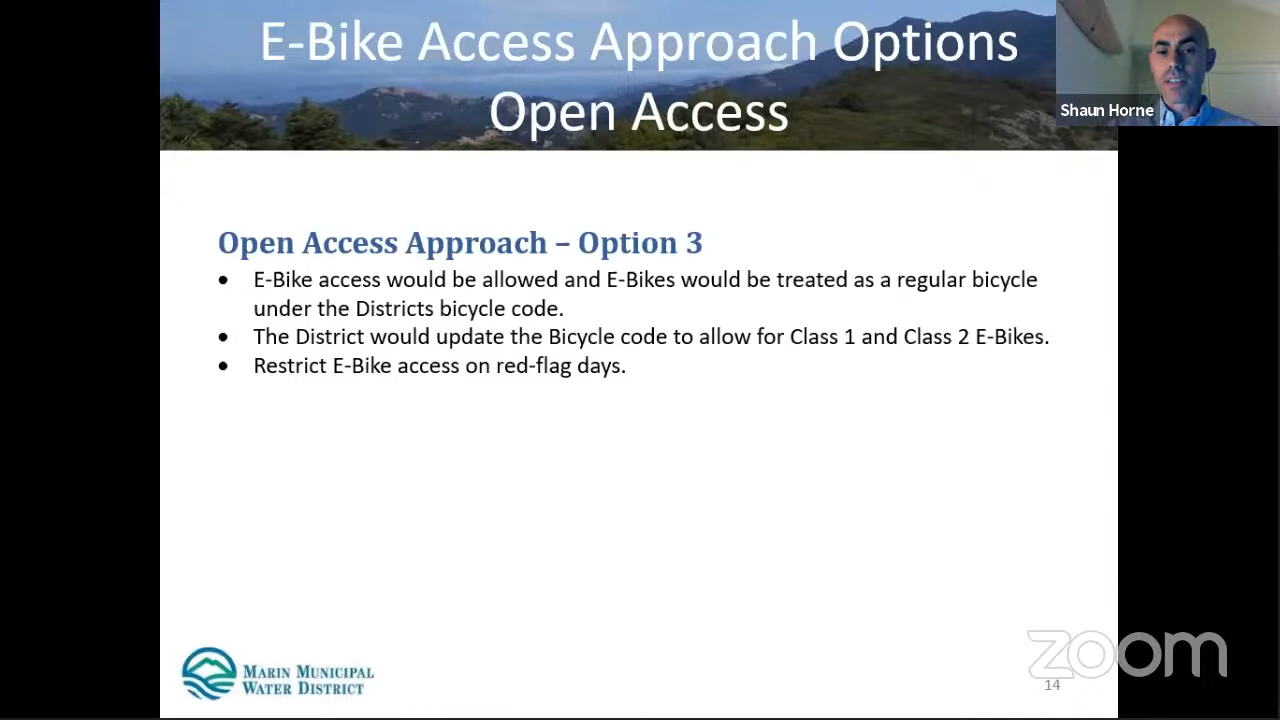 E-Bike Access Approach Options
Open Access
Shaun Horne
Open Access Approach – Option 3
• E-Bike access would be allowed and E-Bikes would be treated as a regular bicycle
under the Districts bicycle code.
• The District would update the Bicycle code to allow for Class 1 and Class 2 E-Bikes.
• Restrict E-Bike access on red-flag days.
MARIN MUNICIPAL
WATER DISTRICT
zoom
14